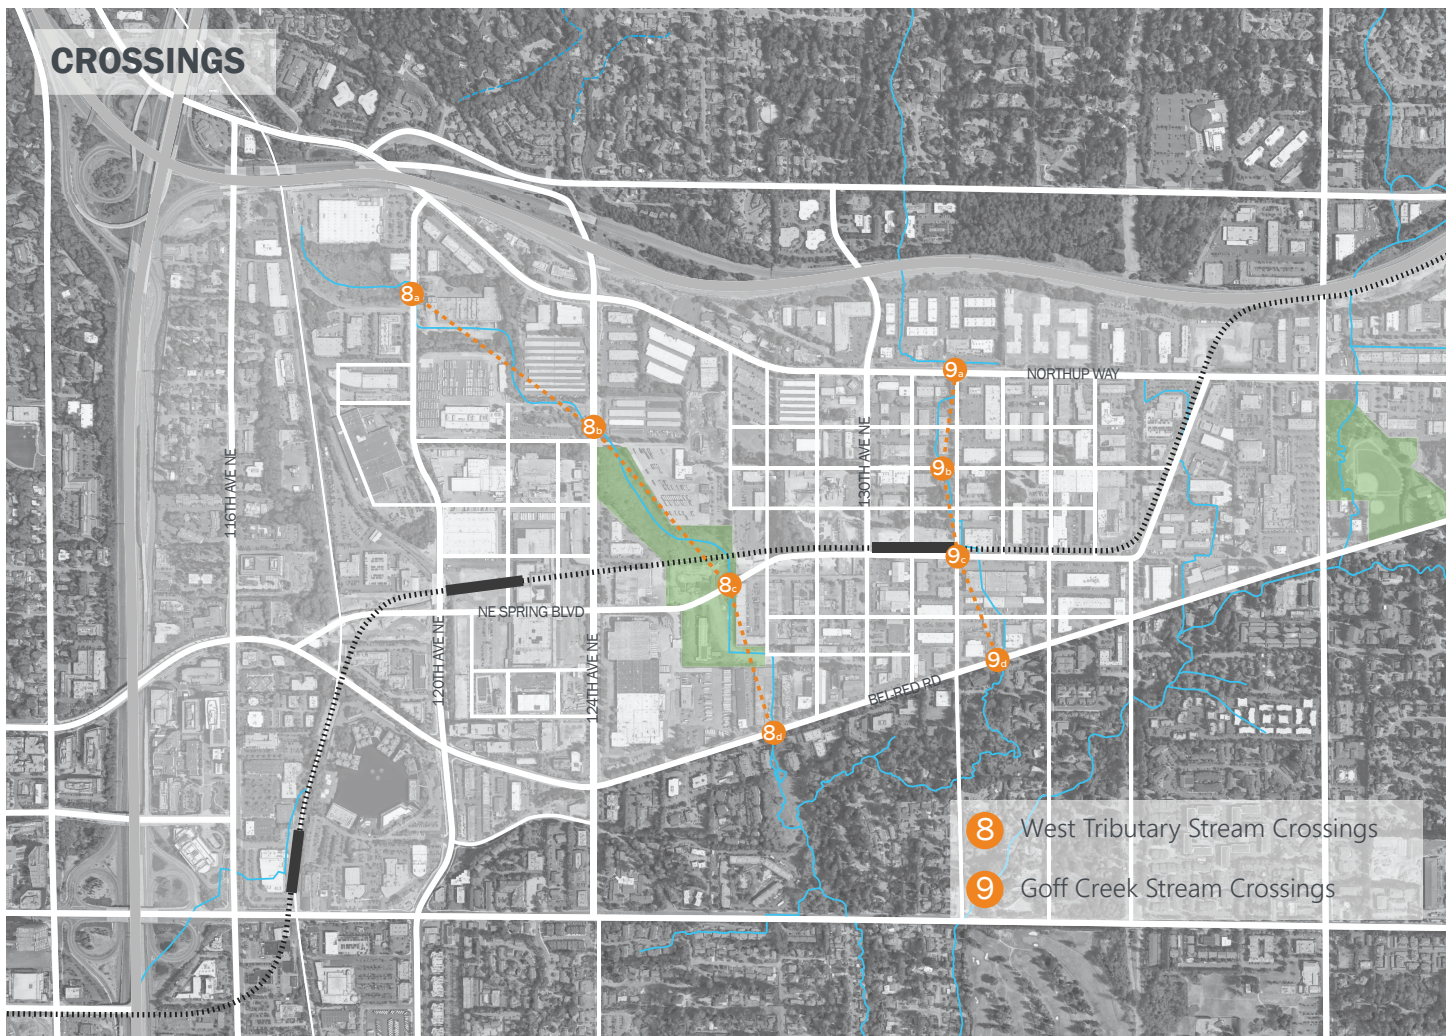 CROSSINGS
8a
9a
NORTHUP WAY
8b
116TH AVE NE
130TH AVE NE
9b
9c
8c
NE SPRING BLVD
120TH AVE NE
124TH AVE NE
9d
BEL-RED RD
8d
8 West Tributary Stream Crossings
9 Goff Creek Stream Crossings